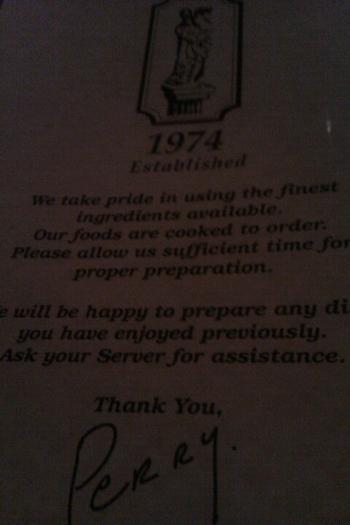 1974
Established
We take pride in using the finest
ingredients available.
Our foods are cooked to order.
Please allow us sufficient time for
proper preparation.
e will be happy to prepare any di
you have enjoyed previously.
Ask your Server for assistance.
Thank You,
PERRY.